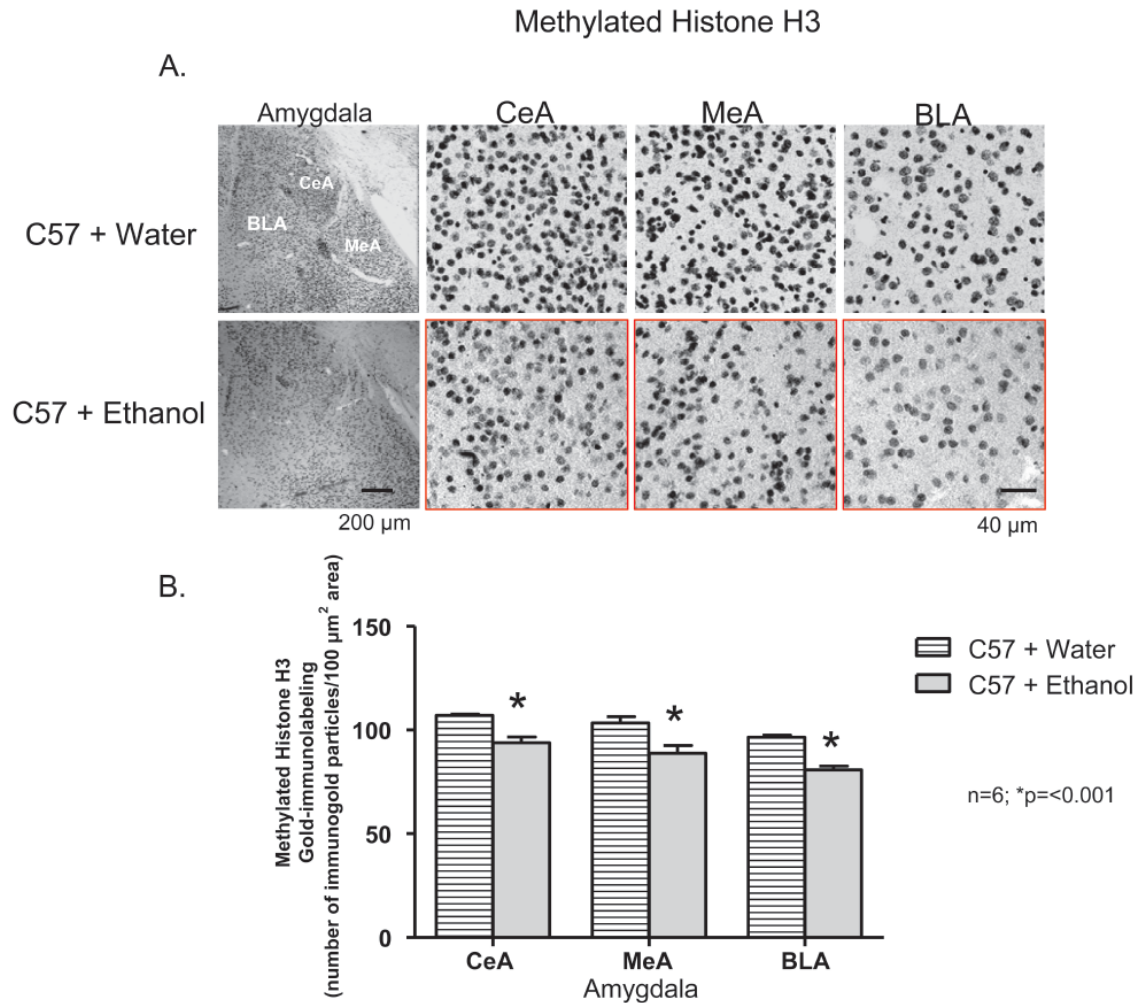 Methylated Histone H3
A.
Amygdala
CeA
MeA
BLA
C57 + Water
CeA
BLA
MeA
C57 + Ethanol
200 µm
40 µm
B.
Methylated Histone H3
Gold-immunolabeling
(number of immunogold particles/100 µm² area)
150
100
50
0
*
*
*
C57 + Water
C57 + Ethanol
n=6; *p=<0.001
CeA
MeA
BLA
Amygdala